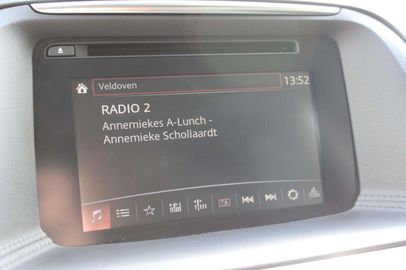 Veldoven
13:52
RADIO 2
Annemiekes A-Lunch -
Annemieke Schollaardt
TA